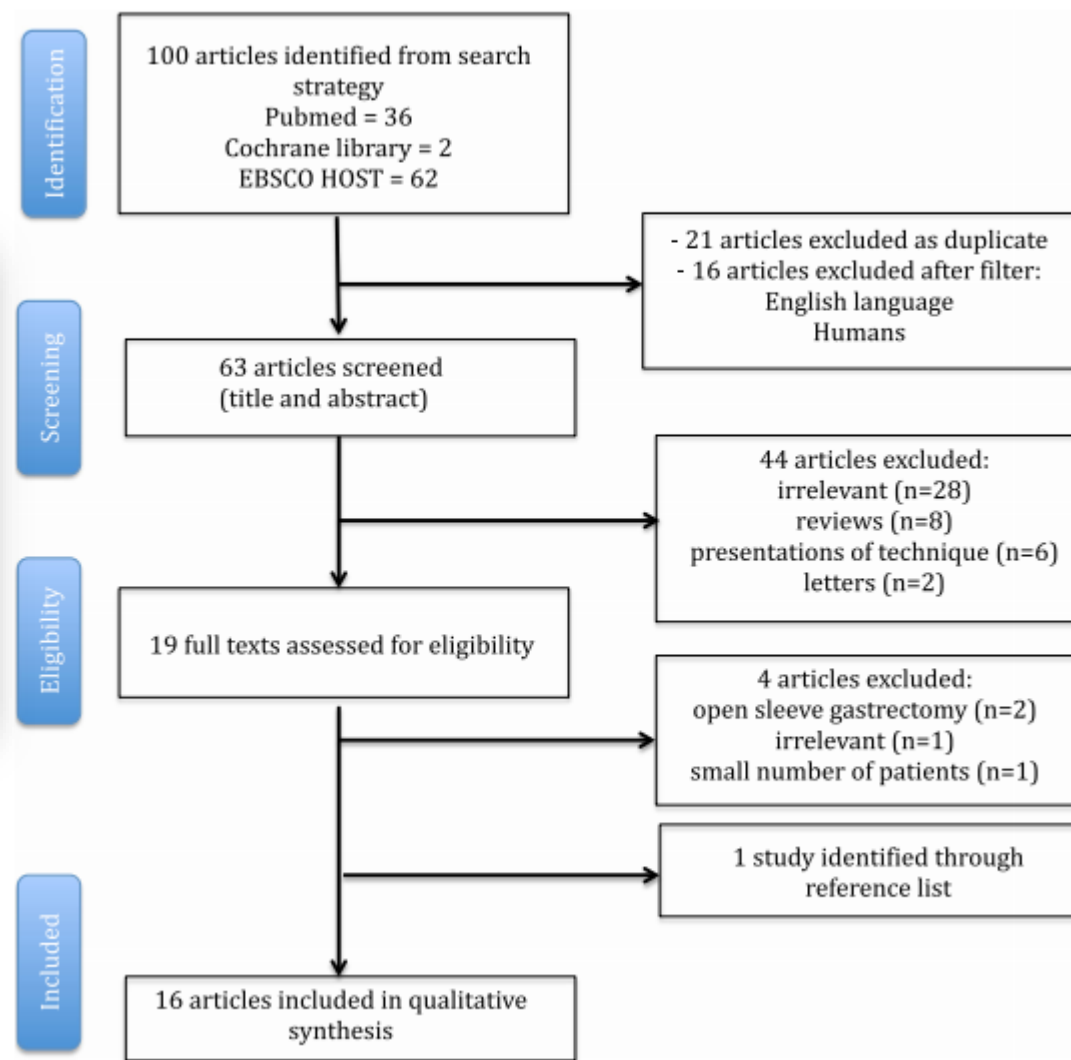 Identification
100 articles identified from search
strategy
Pubmed = 36
Cochrane library = 2
EBSCO HOST = 62
- 21 articles excluded as duplicate
- 16 articles excluded after filter:
English language
Humans
Screening
63 articles screened
(title and abstract)
44 articles excluded:
irrelevant (n=28)
reviews (n=8)
presentations of technique (n=6)
letters (n=2)
Eligibility
19 full texts assessed for eligibility
4 articles excluded:
open sleeve gastrectomy (n=2)
irrelevant (n=1)
small number of patients (n=1)
1 study identified through
reference list
Included
16 articles included in qualitative
synthesis